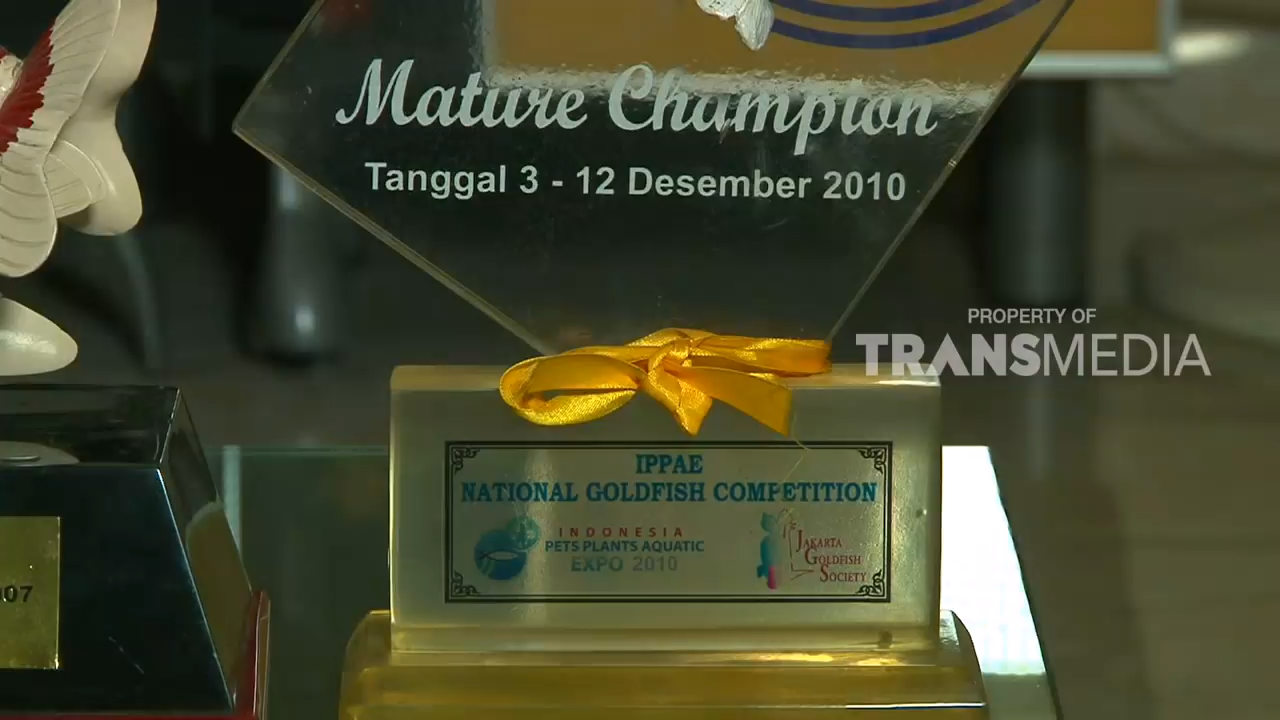 Mature Champion
Tanggal 3 - 12 Desember 2010
PROPERTY OF
TRANSMEDIA
IPPAE
NATIONAL GOLDFISH COMPETITION
INDONESIA
PETS PLANTS AQUATIC
EXPO 2010
JAKARTA
GOLDFISH
SOCIETY
07